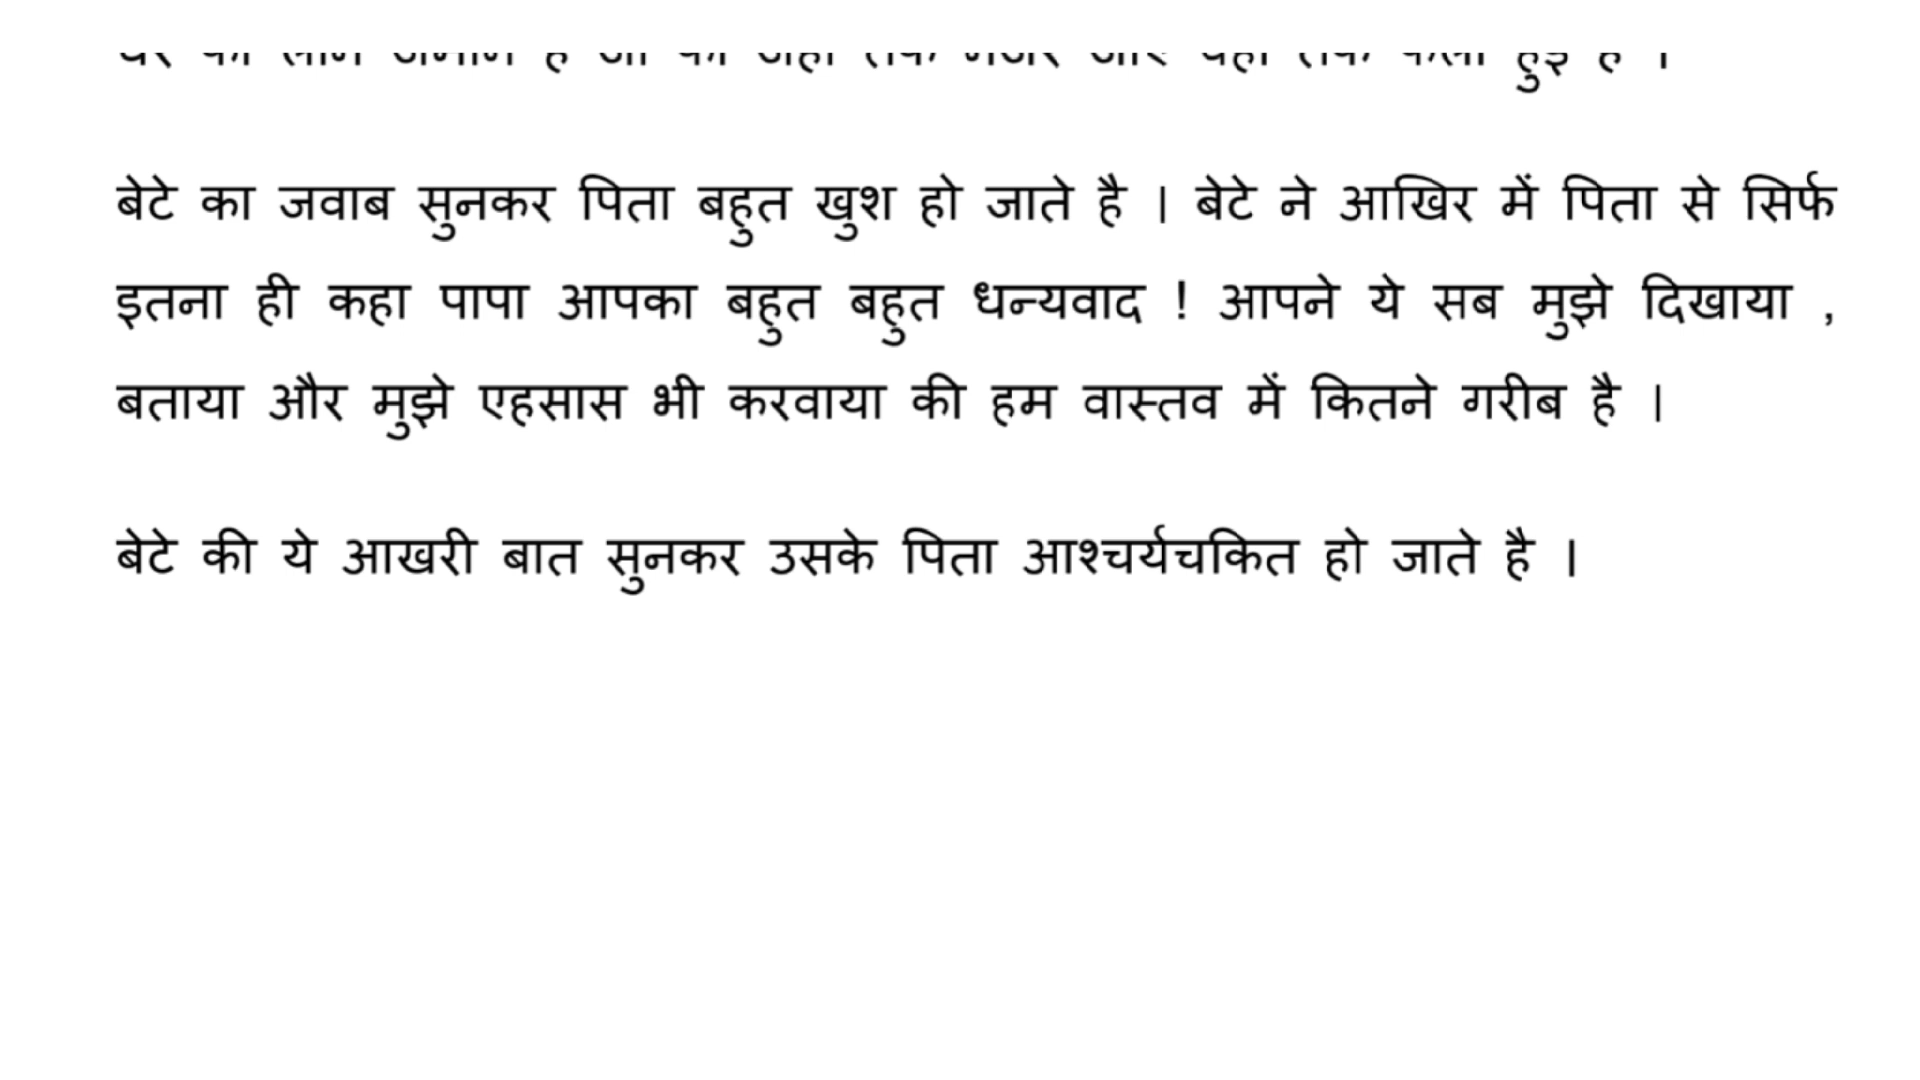 बेटे का जवाब सुनकर पिता बहुत खुश हो जाते है । बेटे ने आखिर में पिता से सिर्फ
इतना ही कहा पापा आपका बहुत बहुत धन्यवाद ! आपने ये सब मुझे दिखाया ,
बताया और मुझे एहसास भी करवाया की हम वास्तव में कितने गरीब है ।
बेटे की ये आखरी बात सुनकर उसके पिता आश्चर्यचकित हो जाते है ।